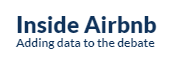 Inside Airbnb
Adding data to the debate